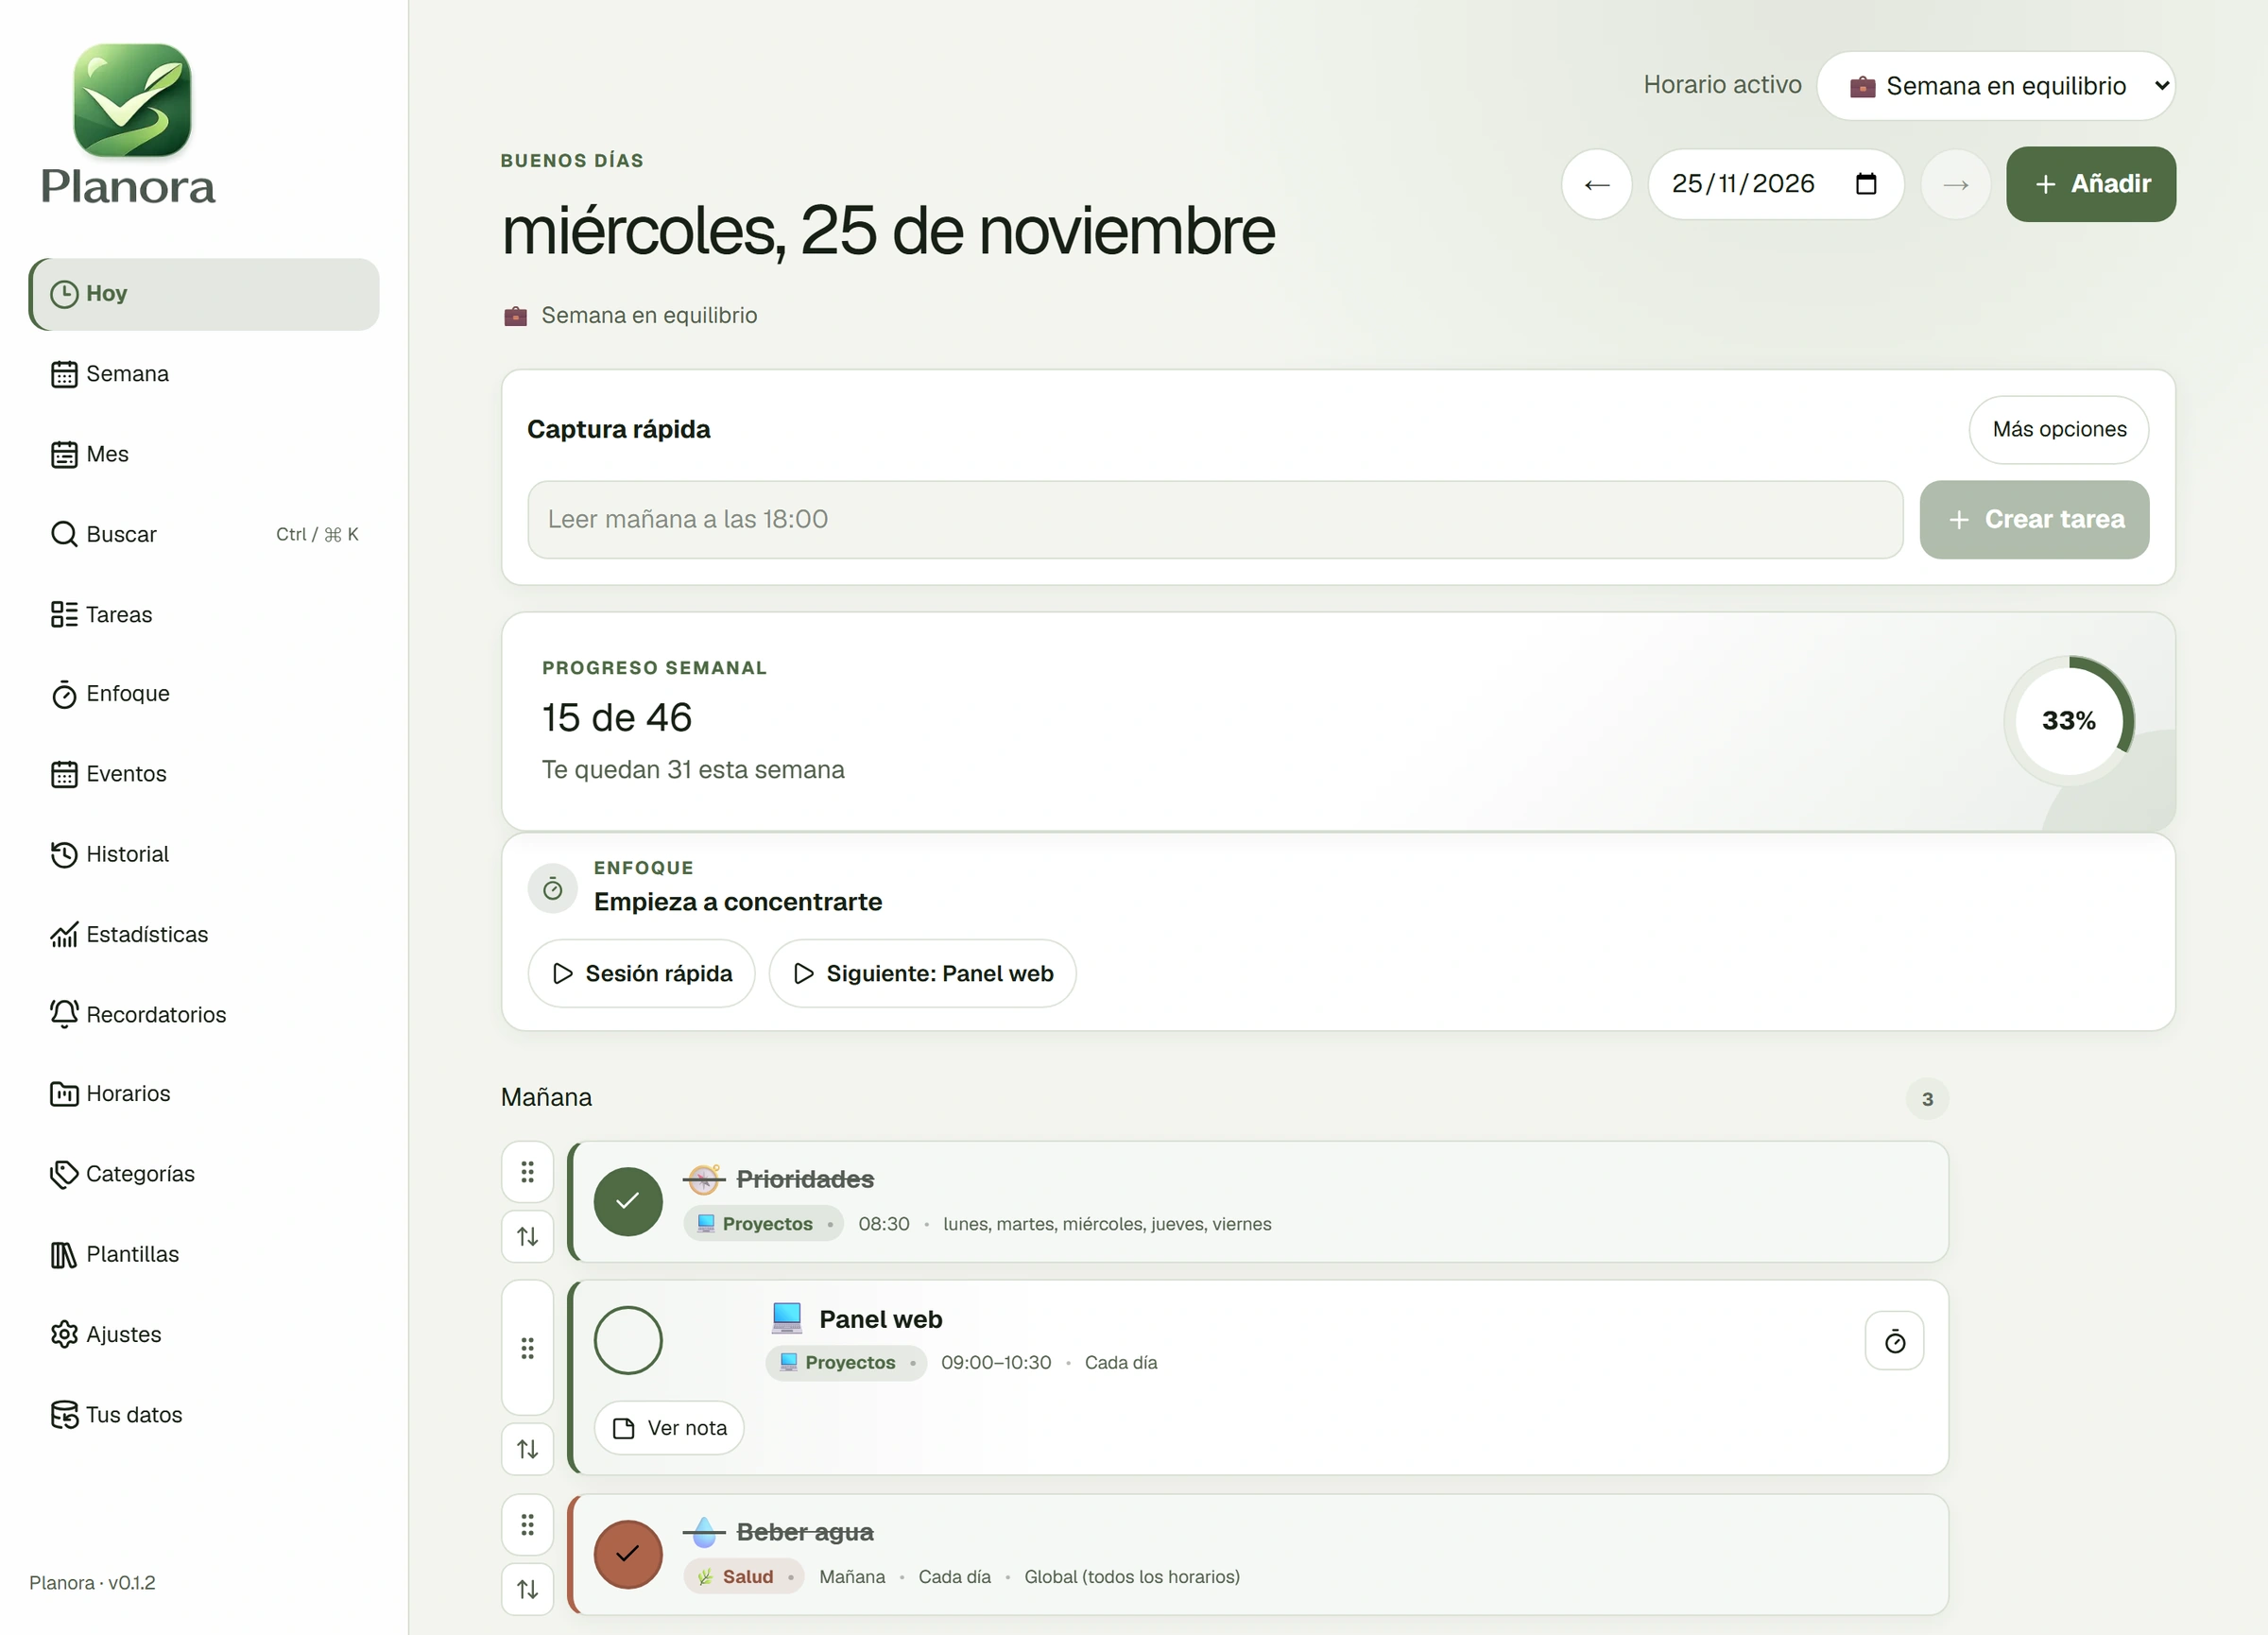 Planora
Hoy
Semana
Mes
Buscar Ctrl / ⌘ K
Tareas
Enfoque
Eventos
Historial
Estadísticas
Recordatorios
Horarios
Categorías
Plantillas
Ajustes
Tus datos
Planora · v0.1.2
Horario activo Semana en equilibrio
BUENOS DÍAS
← 25/11/2026 → + Añadir
miércoles, 25 de noviembre
Semana en equilibrio
Captura rápida Más opciones
Leer mañana a las 18:00 + Crear tarea
PROGRESO SEMANAL
15 de 46
Te quedan 31 esta semana
33%
ENFOQUE
Empieza a concentrarte
Sesión rápida Siguiente: Panel web
Mañana 3
Prioridades
Proyectos • 08:30 • lunes, martes, miércoles, jueves, viernes
Panel web
Proyectos • 09:00–10:30 • Cada día
Ver nota
Beber agua
Salud • Mañana • Cada día • Global (todos los horarios)